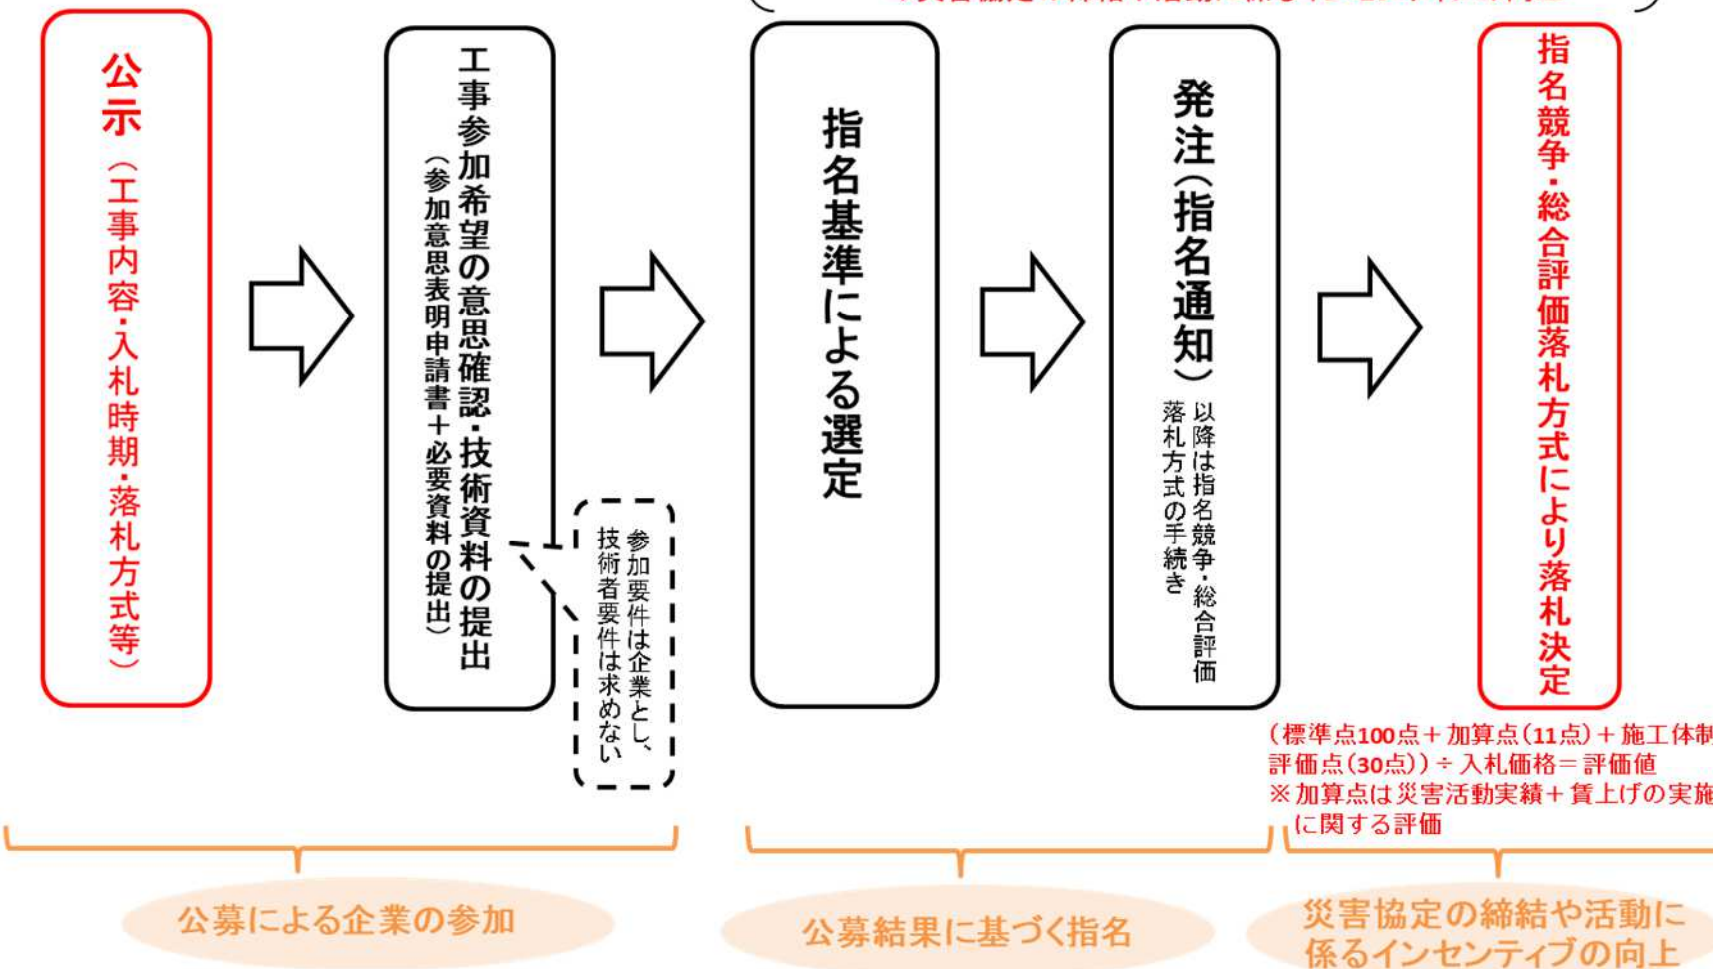 公示（工事内容・入札時期・落札方式等）
工事参加希望の意思確認・技術資料の提出
（参加意思表明申請書＋必要資料の提出）
参加要件は企業とし、
技術者要件は求めない
指名基準による選定
発注（指名通知）
以降は指名競争・総合評価
落札方式の手続き
指名競争・総合評価落札方式により落札決定
（標準点100点＋加算点（11点）＋施工体制
評価点（30点））÷入札価格＝評価値
※加算点は災害活動実績＋賃上げの実施
に関する評価
公募による企業の参加
公募結果に基づく指名
災害協定の締結や活動に
係るインセンティブの向上